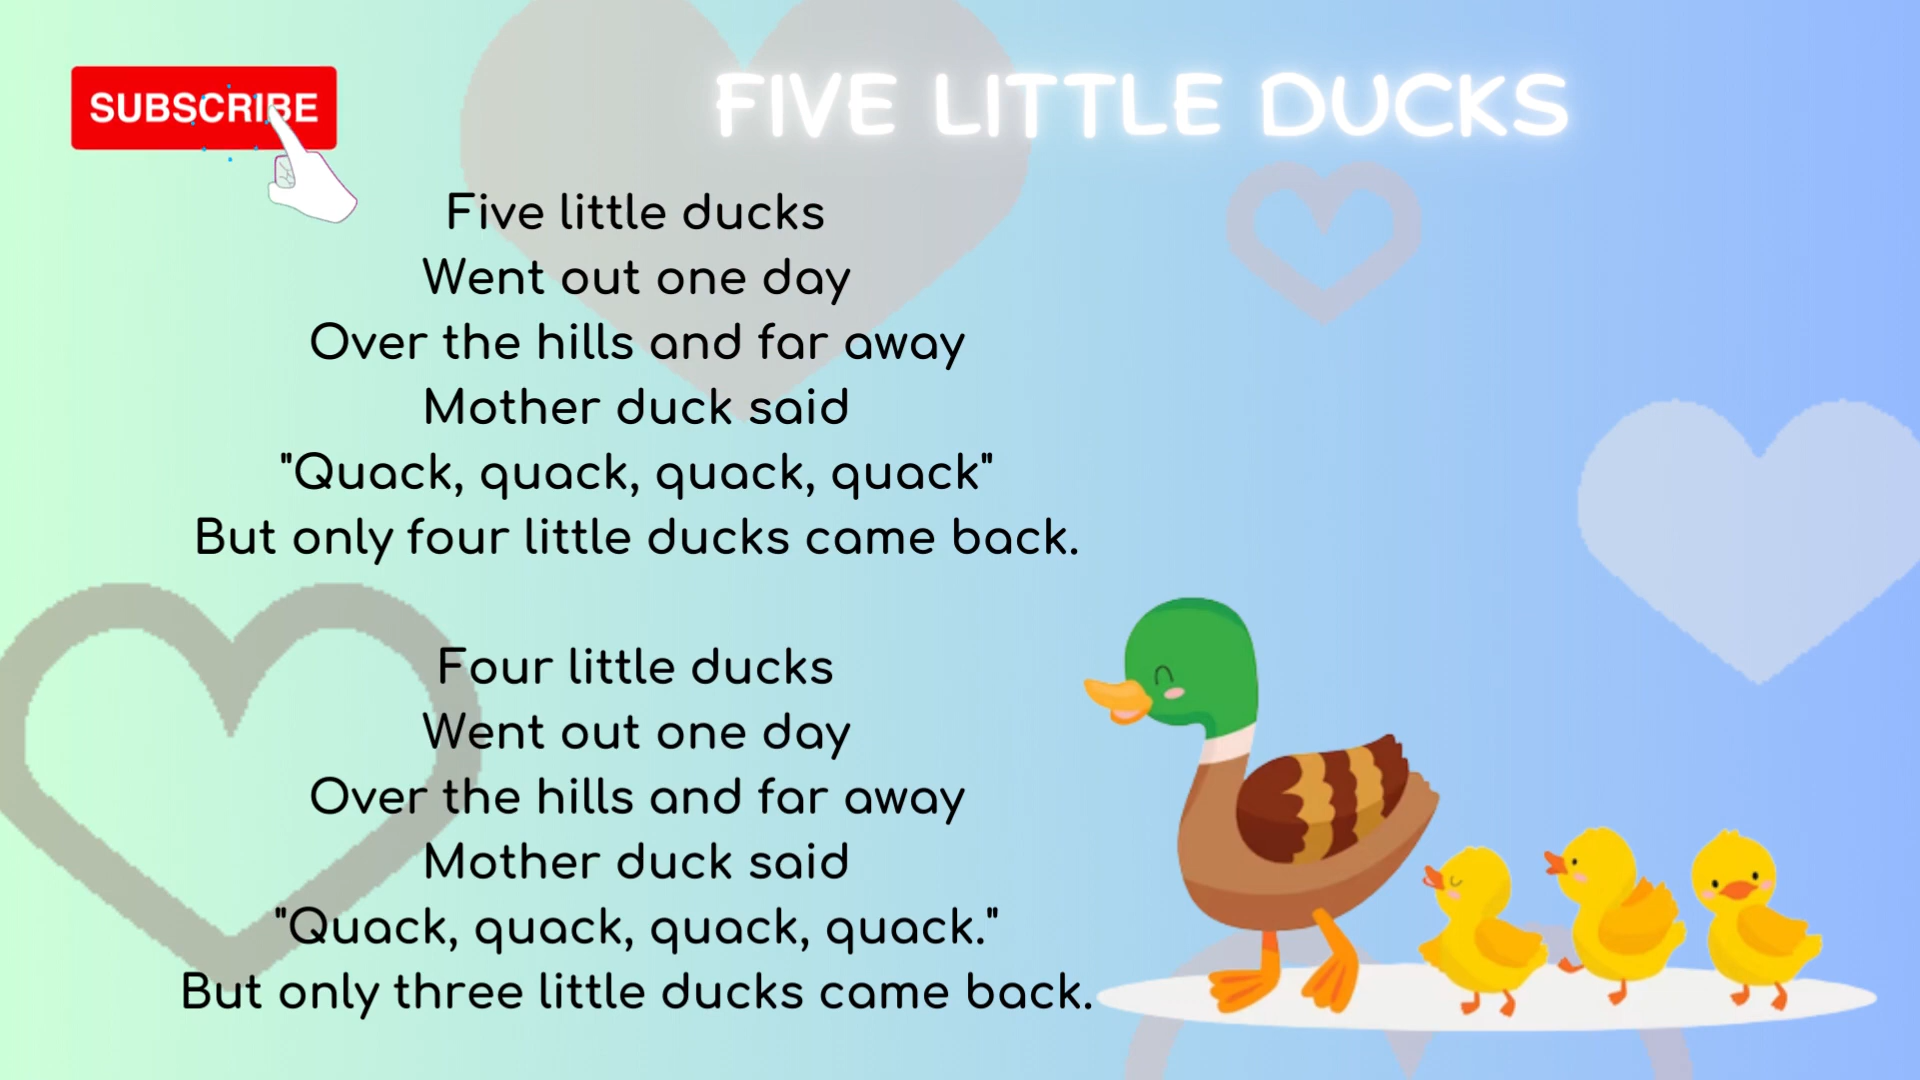 SUBSCRIBE
FIVE LITTLE DUCKS
Five little ducks
Went out one day
Over the hills and far away
Mother duck said
"Quack, quack, quack, quack"
But only four little ducks came back.
Four little ducks
Went out one day
Over the hills and far away
Mother duck said
"Quack, quack, quack, quack."
But only three little ducks came back.